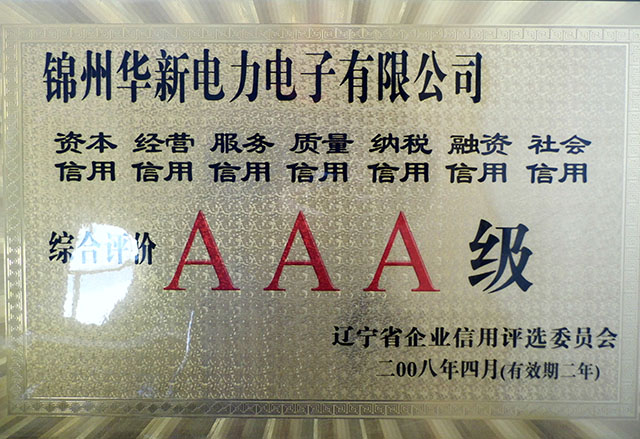 锦州华新电力电子有限公司
资本 经营 服务 质量 纳税 融资 社会
信用 信用 信用 信用 信用 信用 信用
综合评价 AAA 级
辽宁省企业信用评选委员会
二00八年四月(有效期二年)